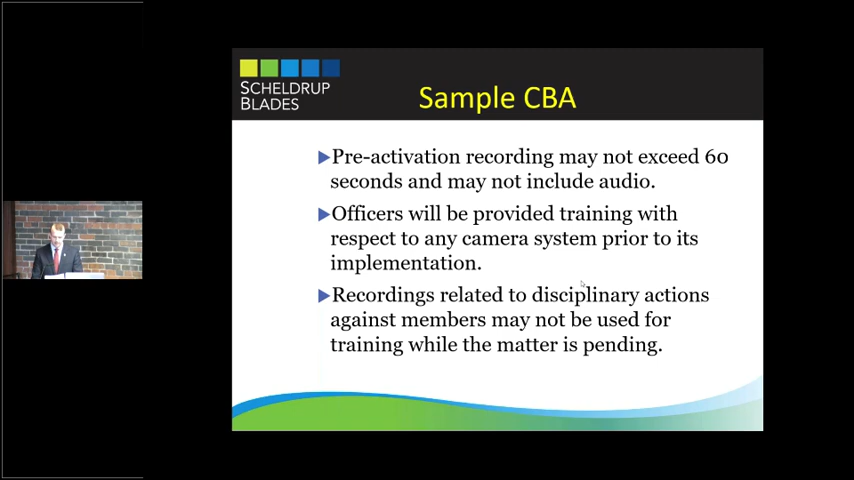 SCHELDRUP
BLADES
Sample CBA
Pre-activation recording may not exceed 60
seconds and may not include audio.
Officers will be provided training with
respect to any camera system prior to its
implementation.
Recordings related to disciplinary actions
against members may not be used for
training while the matter is pending.